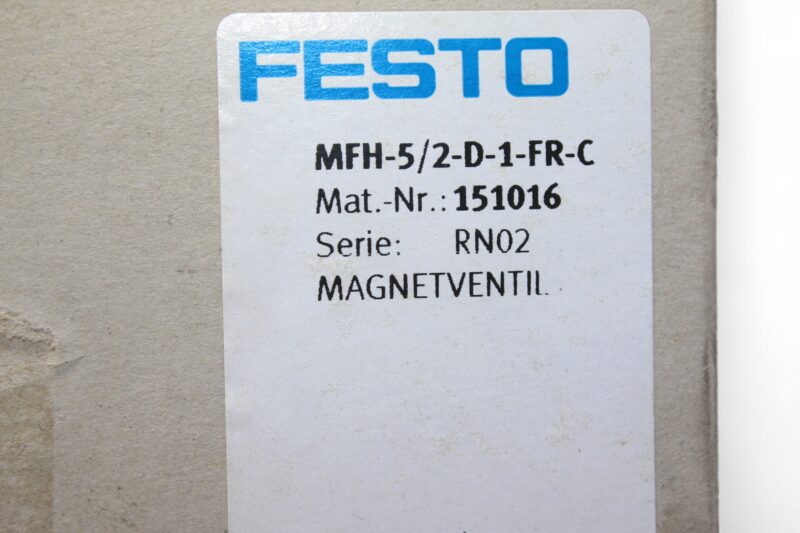 FESTO
MFH-5/2-D-1-FR-C
Mat.-Nr.: 151016
Serie: RN02
MAGNETVENTIL